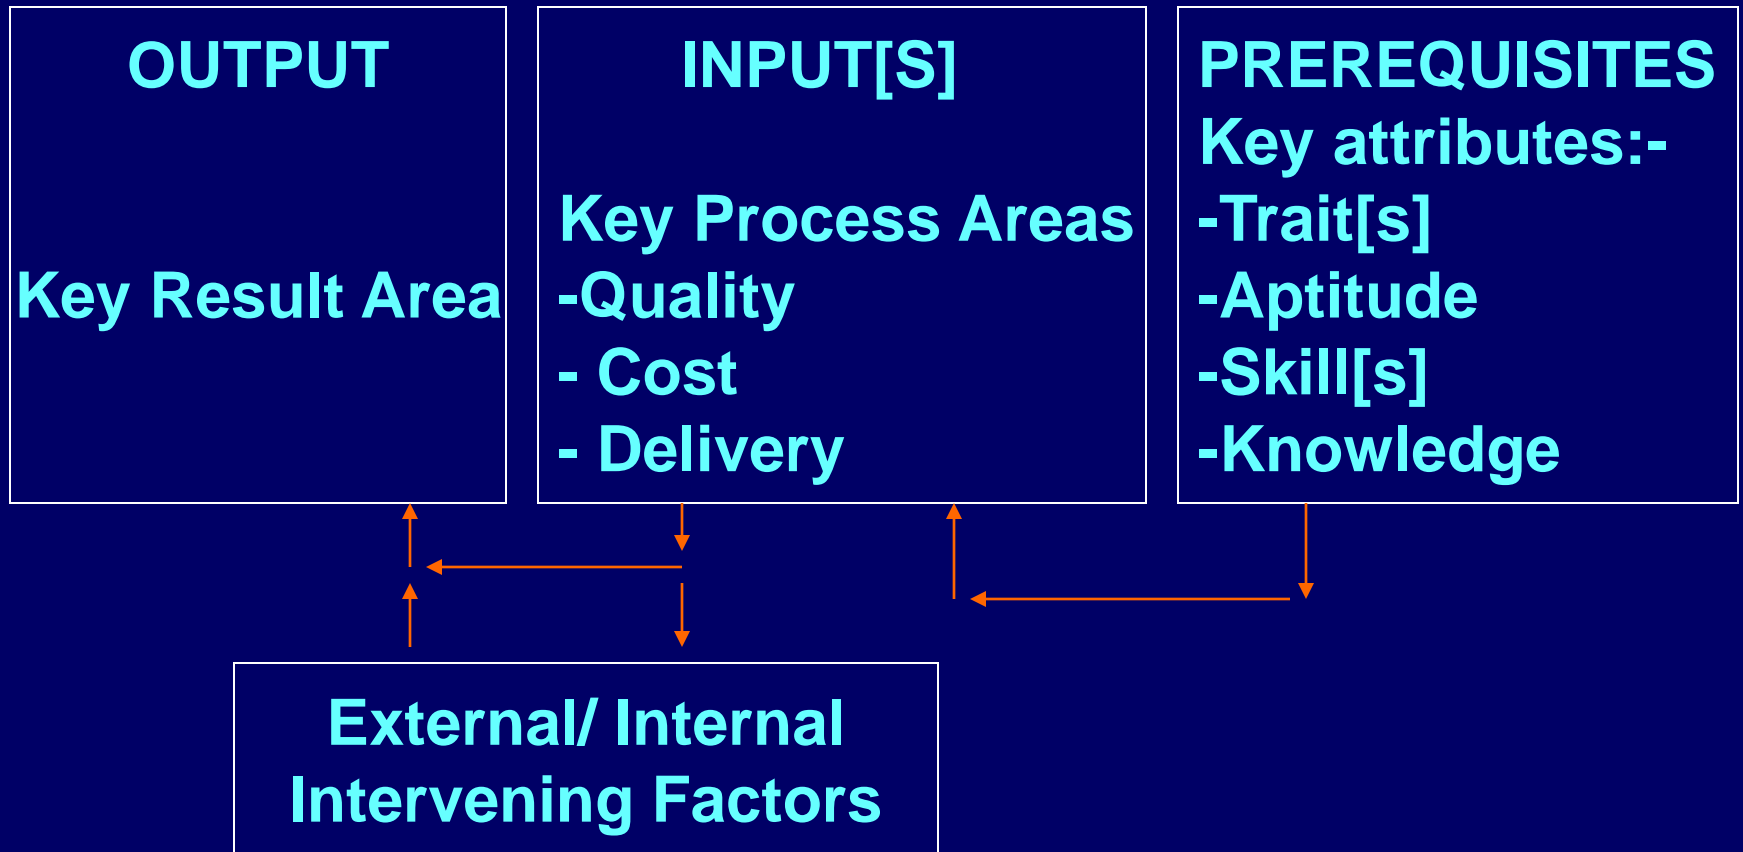 OUTPUT
Key Result Area
INPUT[S]
Key Process Areas
-Quality
- Cost
- Delivery
PREREQUISITES
Key attributes:-
-Trait[s]
-Aptitude
-Skill[s]
-Knowledge
External/ Internal
Intervening Factors